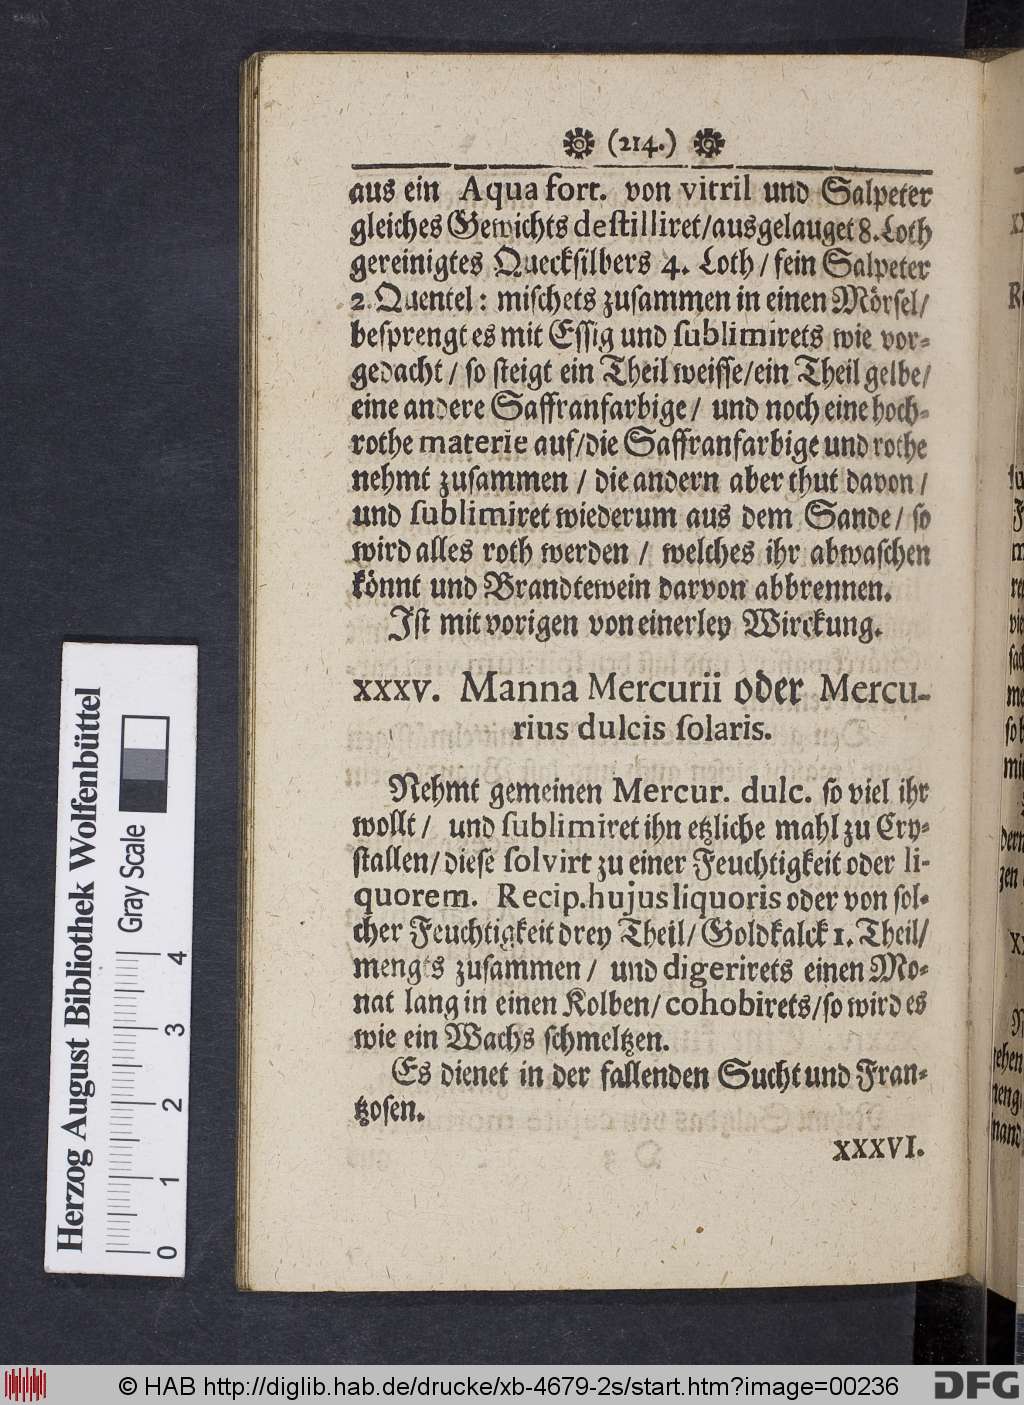 (214.)
aus ein Aqua fort. von vitril und Salpeter
gleiches Gewichts deſtilliret/ausgelauget 8. Loth
gereinigtes Queckſilbers 4. Loth / fein Salpeter
2. Quentel: miſchets zuſammen in einen Mörſel/
beſprengt es mit Eſſig und ſublimirets wie vor-
gedacht / ſo ſteigt ein Theil weiſſe/ein Theil gelbe/
eine andere Saffranfarbige/ und noch eine hoch-
rothe materie auf/die Saffranfarbige und rothe
nehmt zuſammen / die andern aber thut davon /
und ſublimiret wiederum aus dem Sande / ſo
wird alles roth werden / welches ihr abwaſchen
könnt und Brandtewein darvon abbrennen.
Iſt mit vorigen von einerley Wirckung.
XXXV. Manna Mercurii oder Mercu-
rius dulcis ſolaris.
Nehmt gemeinen Mercur. dulc. ſo viel ihr
wollt / und ſublimiret ihn etzliche mahl zu Cry-
ſtallen/ dieſe ſolvirt zu einer Feuchtigkeit oder li-
quorem. Recip. hujus liquoris oder von ſol-
cher Feuchtigkeit drey Theil/ Goldkalck 1. Theil/
mengts zuſammen / und digerirets einen Mo-
nat lang in einen Kolben/ cohobirets/ſo wird es
wie ein Wachs ſchmeltzen.
Es dienet in der fallenden Sucht und Fran-
tzoſen.
XXXVI.
Herzog August Bibliothek Wolfenbüttel
Gray Scale
0 1 2 3 4
© HAB http://diglib.hab.de/drucke/xb-4679-2s/start.htm?image=00236
DFG